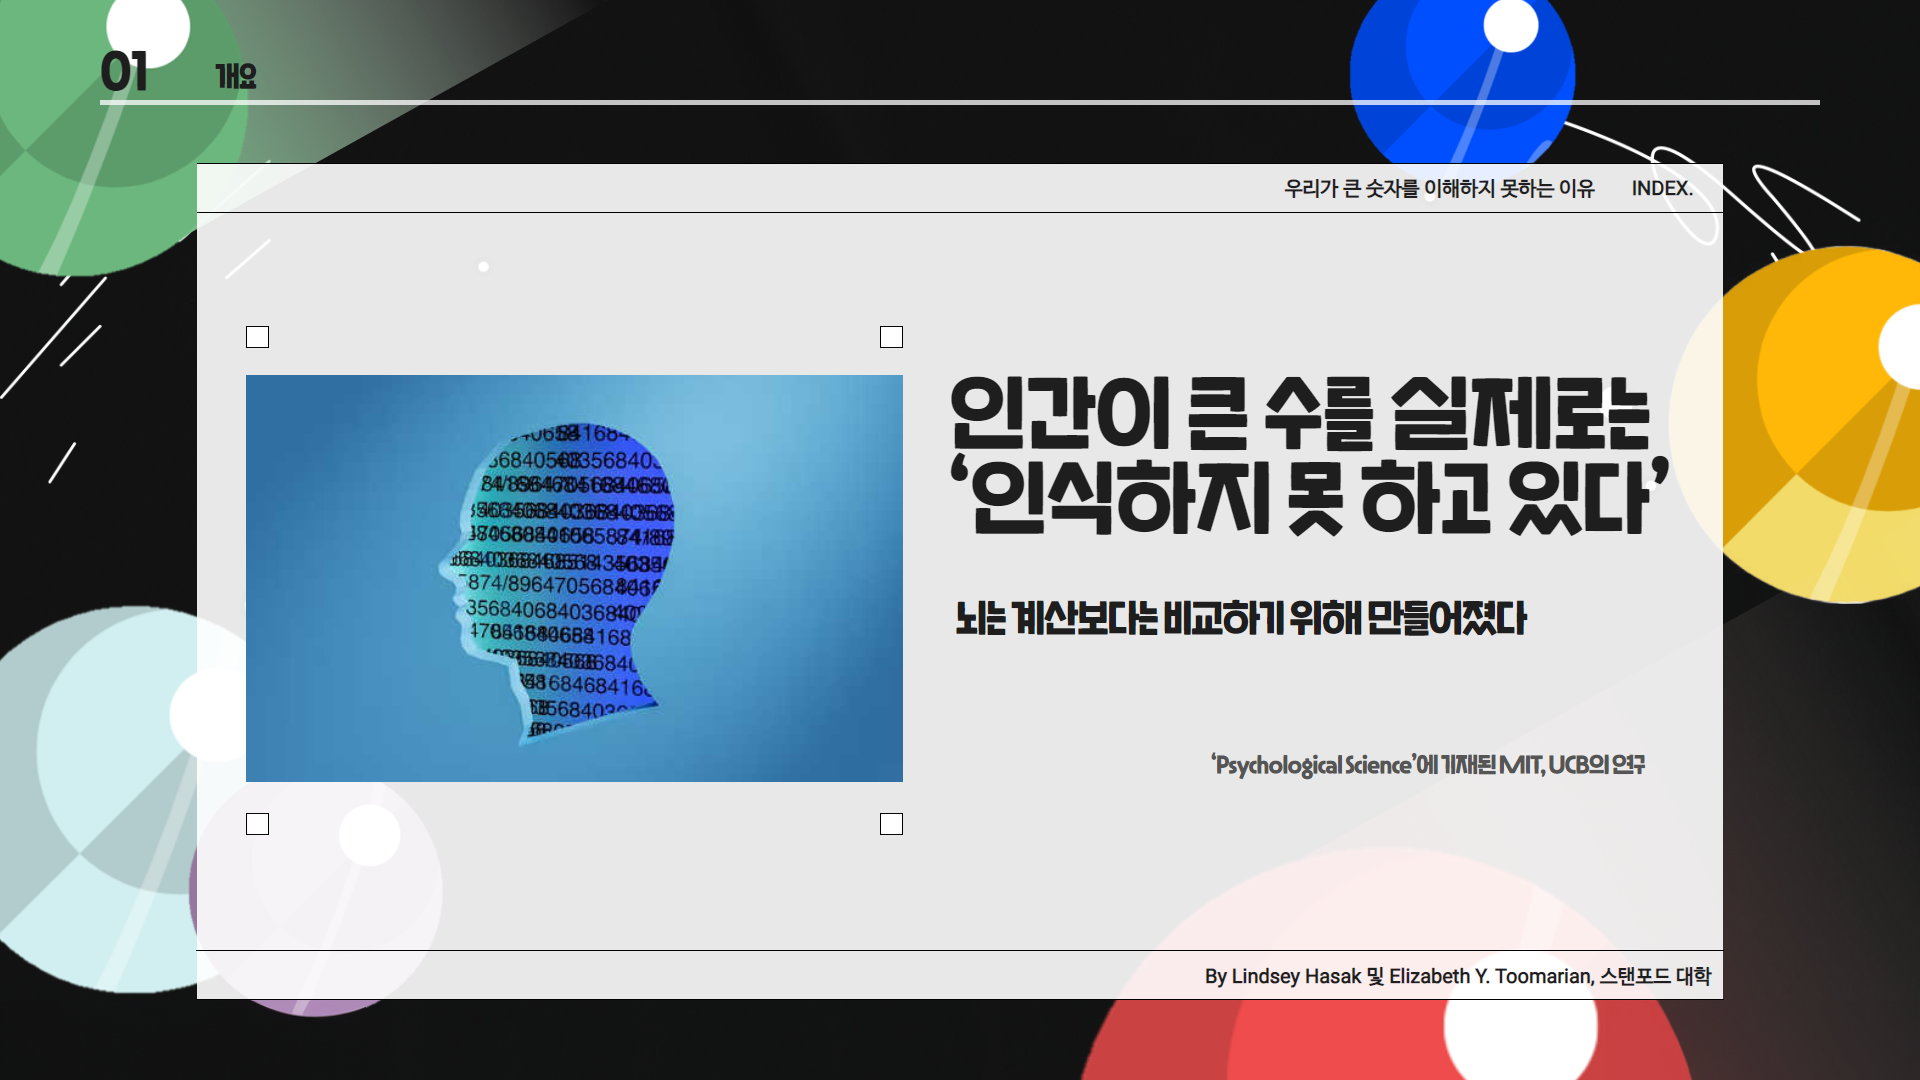 01 개요
우리가 큰 숫자를 이해하지 못하는 이유 INDEX.
인간이 큰 수를 실제로는
‘인식하지 못 하고 있다’
뇌는 계산보다는 비교하기 위해 만들어졌다
‘Psychological Science’에 기재된 MIT, UCB의 연구
By Lindsey Hasak 및 Elizabeth Y. Toomarian, 스탠포드 대학